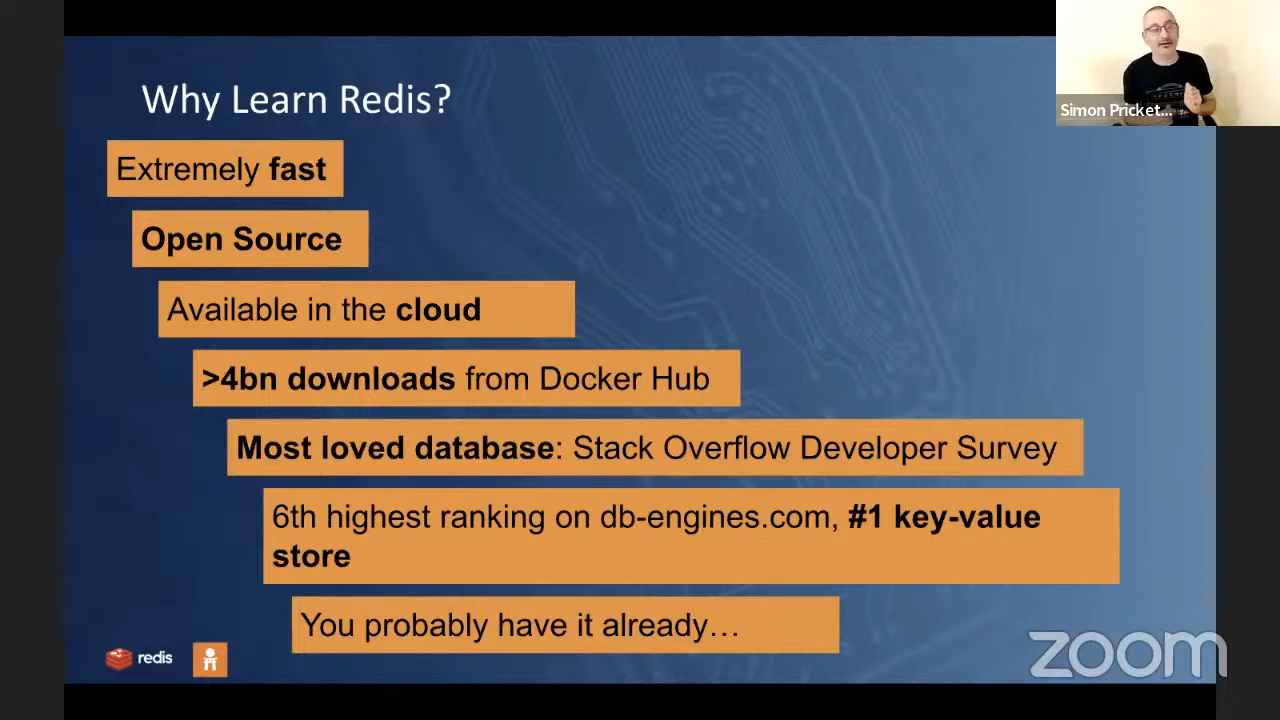 Why Learn Redis?
Simon Pricket...
Extremely fast
Open Source
Available in the cloud
>4bn downloads from Docker Hub
Most loved database: Stack Overflow Developer Survey
6th highest ranking on db-engines.com, #1 key-value
store
You probably have it already…
redis
zoom